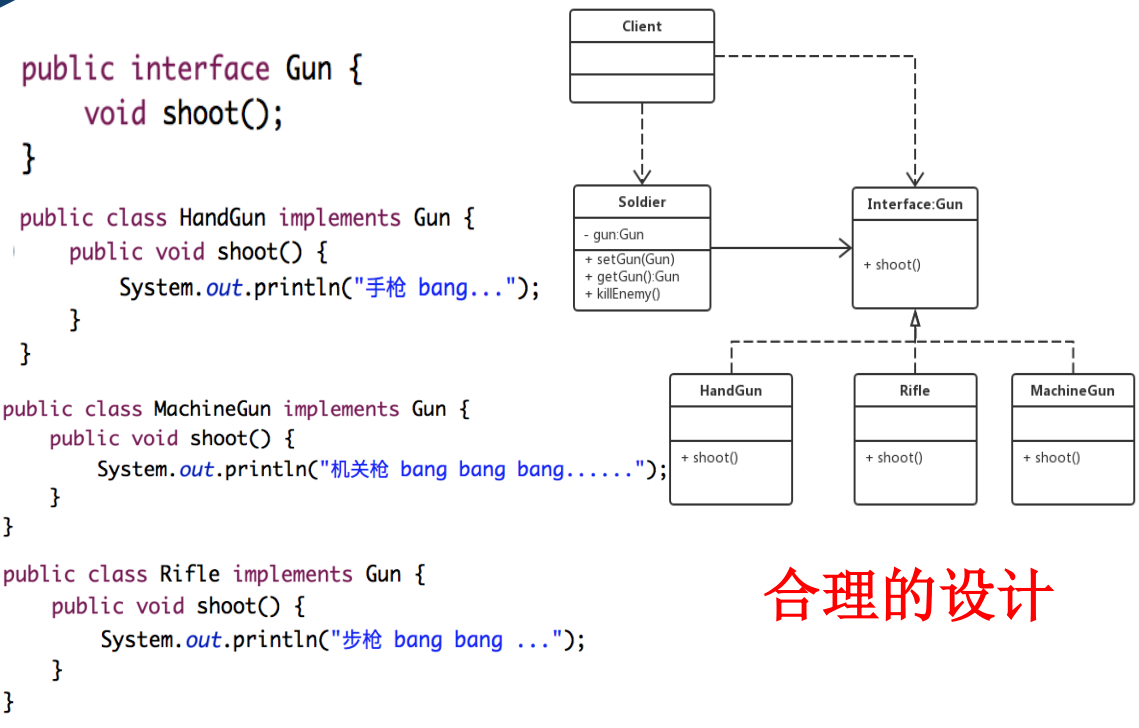 public interface Gun {
void shoot();
}
public class HandGun implements Gun {
public void shoot() {
System.out.println("手枪 bang...");
}
}
public class MachineGun implements Gun {
public void shoot() {
System.out.println("机关枪 bang bang bang......");
}
}
public class Rifle implements Gun {
public void shoot() {
System.out.println("步枪 bang bang ...");
}
}
Client
Soldier
- gun:Gun
+ setGun(Gun)
+ getGun():Gun
+ killEnemy()
Interface:Gun
+ shoot()
HandGun
+ shoot()
Rifle
+ shoot()
MachineGun
+ shoot()
合理的设计